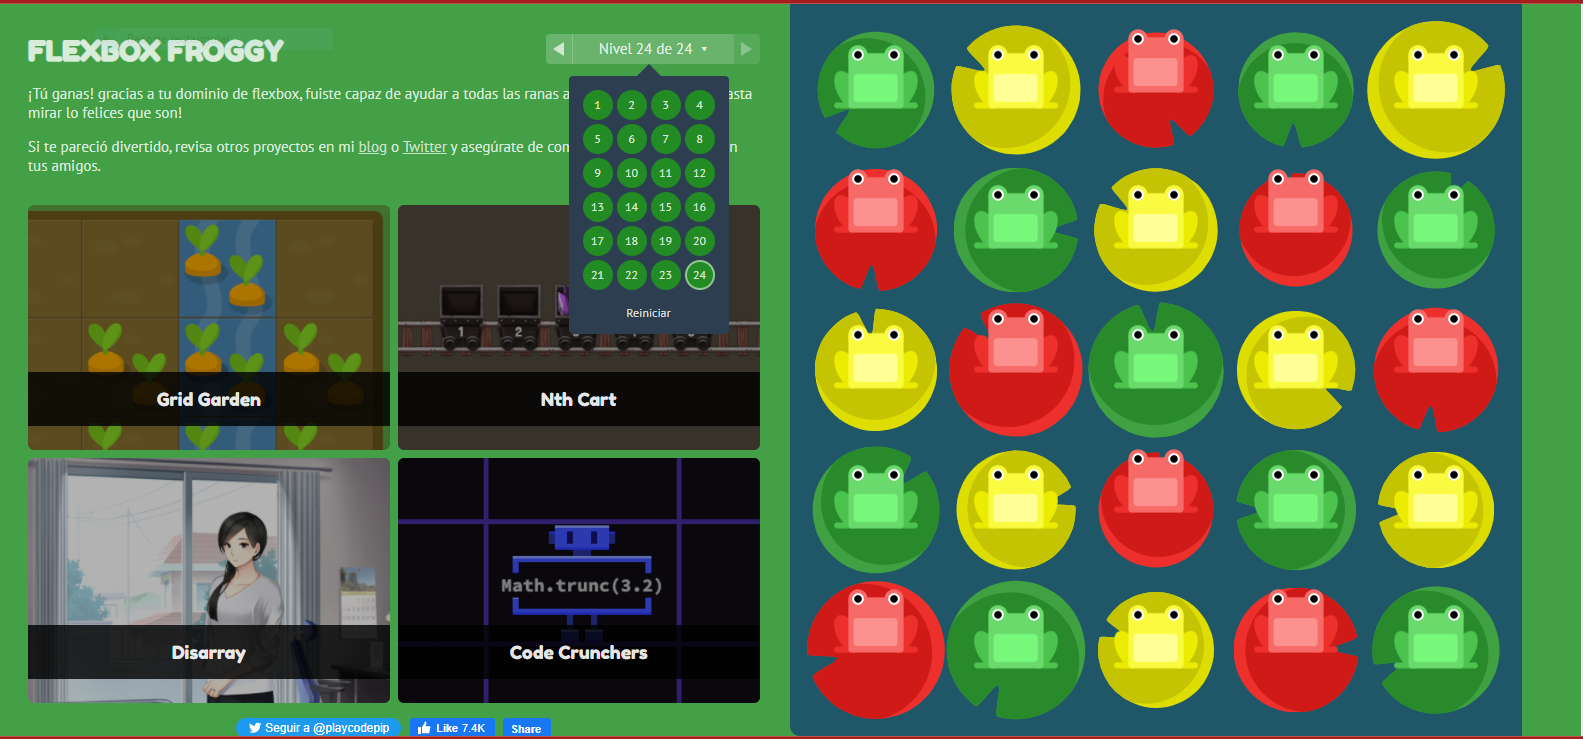 FLEXBOX FROGGY
◀ Nivel 24 de 24 ▼ ▶
¡Tú ganas! gracias a tu dominio de flexbox, fuiste capaz de ayudar a todas las ranas a
asta
mirar lo felices que son!
Si te pareció divertido, revisa otros proyectos en mi blog o Twitter y asegúrate de com
n
tus amigos.
1 2 3 4
5 6 7 8
9 10 11 12
13 14 15 16
17 18 19 20
21 22 23 24
Reiniciar
1 2
Grid Garden
Nth Cart
Math.trunc(3.2)
Disarray
Code Crunchers
Seguir a @playcodepip
Like 7.4K
Share